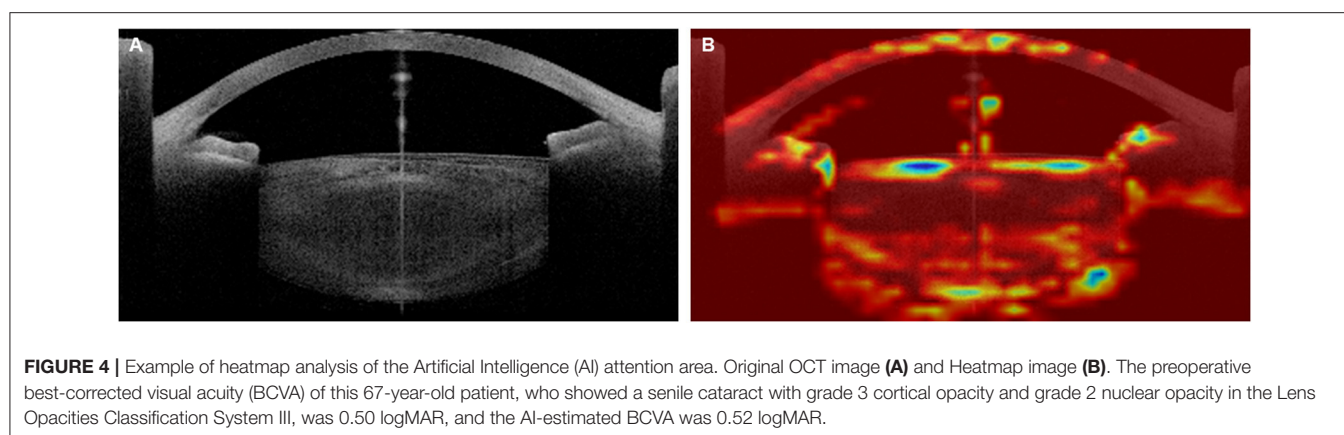 A
B
FIGURE 4 | Example of heatmap analysis of the Artificial Intelligence (AI) attention area. Original OCT image (A) and Heatmap image (B). The preoperative
best-corrected visual acuity (BCVA) of this 67-year-old patient, who showed a senile cataract with grade 3 cortical opacity and grade 2 nuclear opacity in the Lens
Opacities Classification System III, was 0.50 logMAR, and the AI-estimated BCVA was 0.52 logMAR.